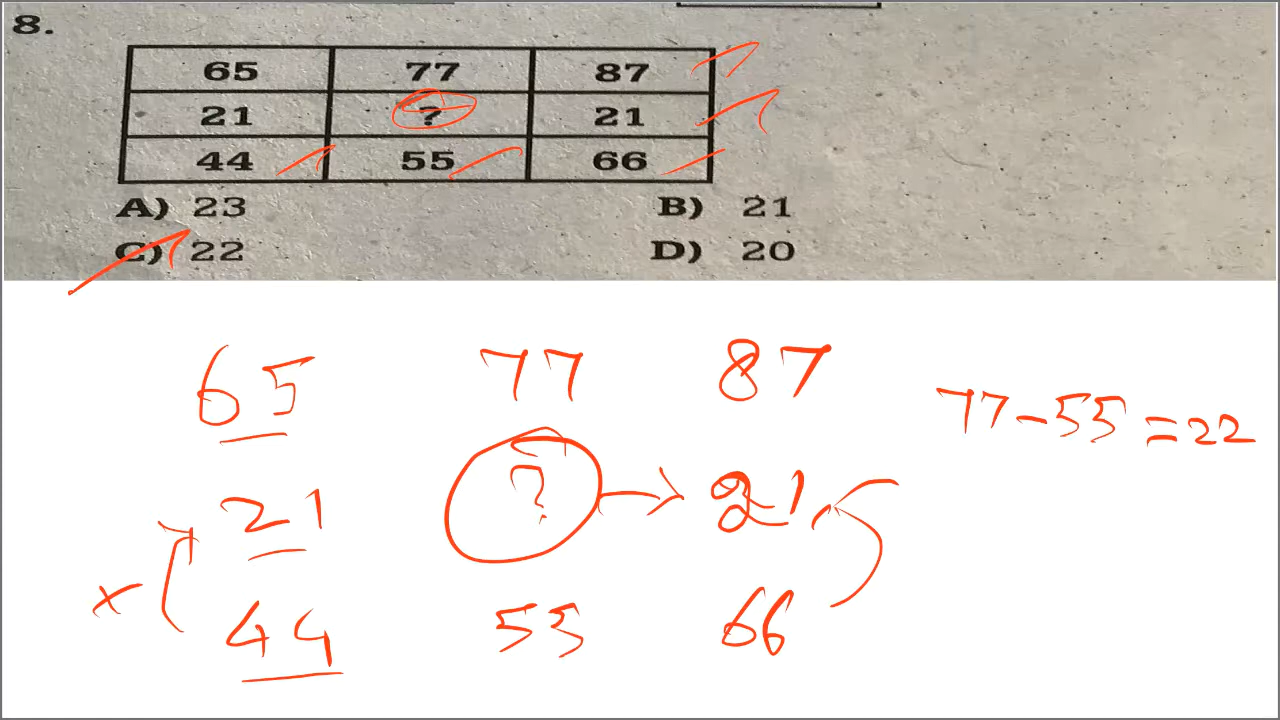 8.
65 77 87
21 ? 21
44 55 66
A) 23 B) 21
C) 22 D) 20
65 77 87
77-55=22
? 21
21
x
44 55 66